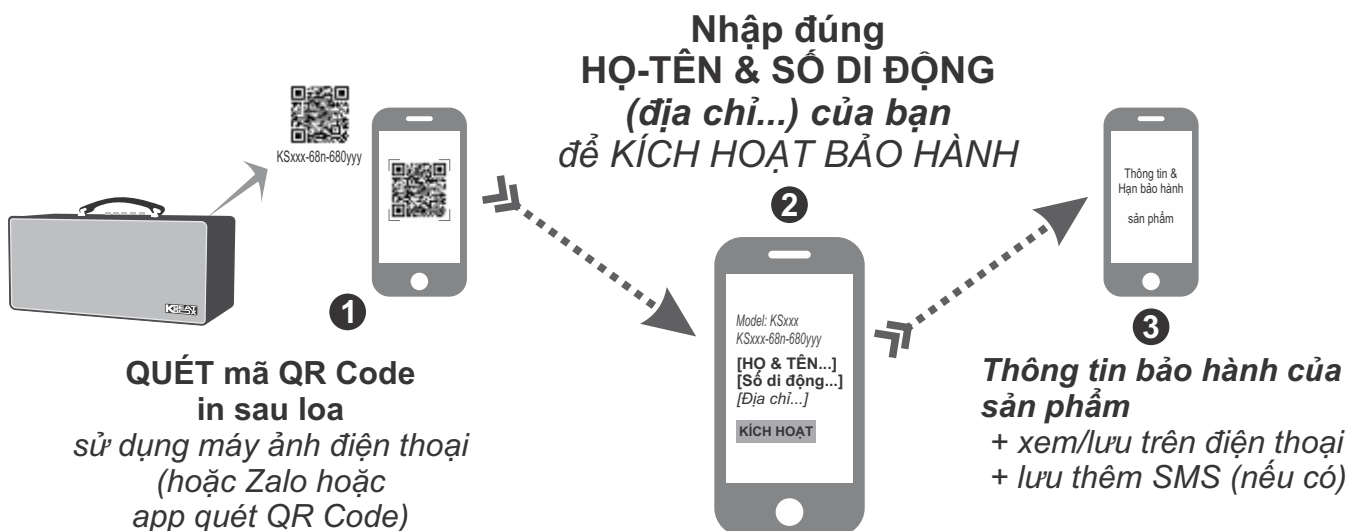 KSxxx-68n-680yyy
KBEAT
1
QUÉT mã QR Code
in sau loa
sử dụng máy ảnh điện thoại
(hoặc Zalo hoặc
app quét QR Code)
Nhập đúng
HỌ-TÊN & SỐ DI ĐỘNG
(địa chỉ...) của bạn
để KÍCH HOẠT BẢO HÀNH
2
Model: KSxxx
KSxxx-68n-680yyy
[HỌ & TÊN...]
[Số di động...]
[Địa chỉ...]
KÍCH HOẠT
Thông tin &
Hạn bảo hành
sản phẩm
3
Thông tin bảo hành của
sản phẩm
+ xem/lưu trên điện thoại
+ lưu thêm SMS (nếu có)